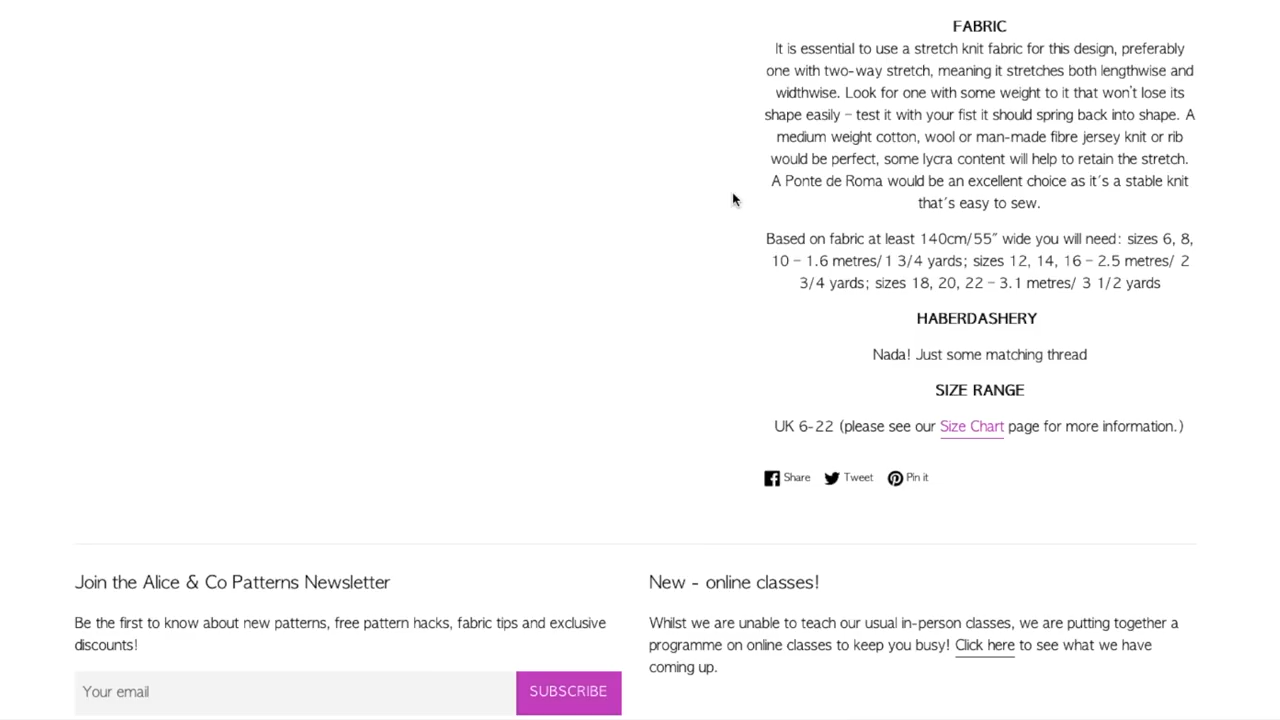 FABRIC
It is essential to use a stretch knit fabric for this design, preferably
one with two-way stretch, meaning it stretches both lengthwise and
widthwise. Look for one with some weight to it that won't lose its
shape easily – test it with your fist it should spring back into shape. A
medium weight cotton, wool or man-made fibre jersey knit or rib
would be perfect, some lycra content will help to retain the stretch.
A Ponte de Roma would be an excellent choice as it´s a stable knit
that´s easy to sew.
Based on fabric at least 140cm/55″ wide you will need: sizes 6, 8,
10 – 1.6 metres/ 1 3/4 yards; sizes 12, 14, 16 – 2.5 metres/ 2
3/4 yards; sizes 18, 20, 22 – 3.1 metres/ 3 1/2 yards
HABERDASHERY
Nada! Just some matching thread
SIZE RANGE
UK 6-22 (please see our Size Chart page for more information.)
Share Tweet Pin it
Join the Alice & Co Patterns Newsletter
Be the first to know about new patterns, free pattern hacks, fabric tips and exclusive
discounts!
Your email
SUBSCRIBE
New - online classes!
Whilst we are unable to teach our usual in-person classes, we are putting together a
programme on online classes to keep you busy! Click here to see what we have
coming up.